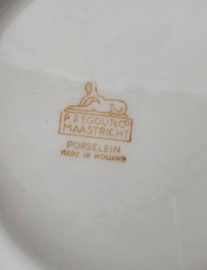 P. REGOUT & Co
MAASTRICHT
PORSELEIN
MADE IN HOLLAND